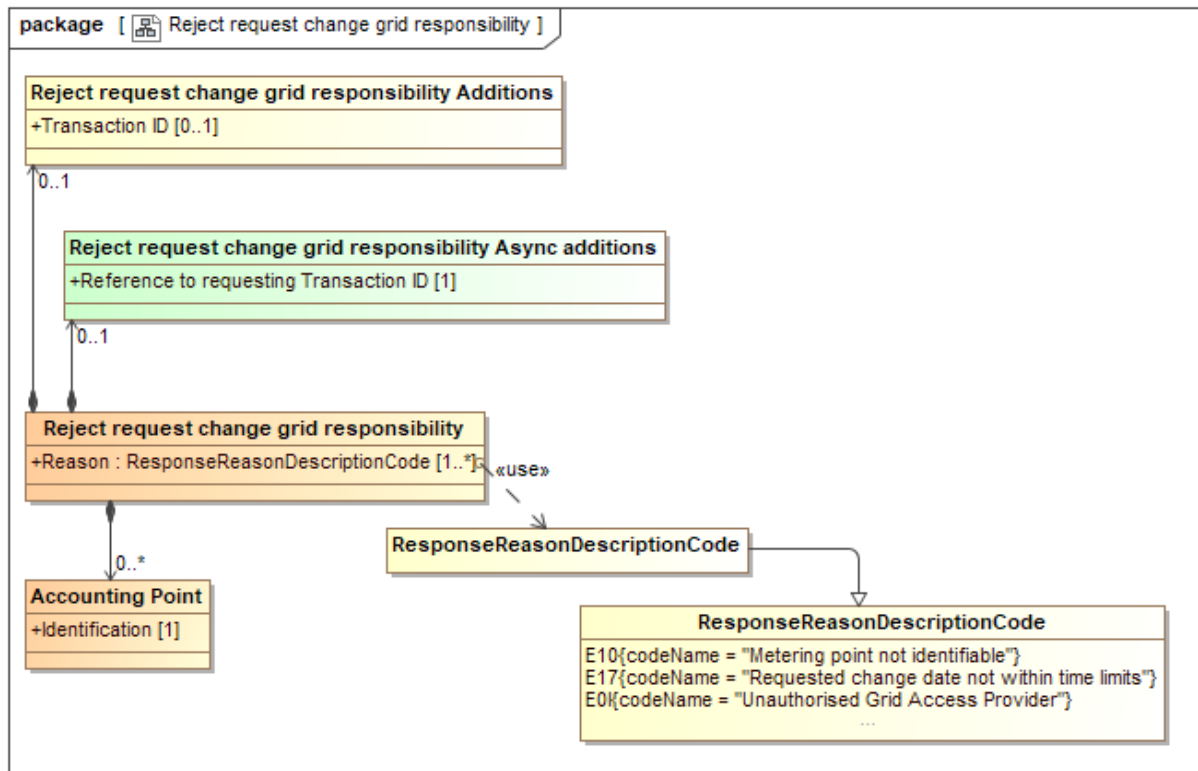 package [ Reject request change grid responsibility ]
Reject request change grid responsibility Additions
+Transaction ID [0..1]
0..1
Reject request change grid responsibility Async additions
+Reference to requesting Transaction ID [1]
0..1
Reject request change grid responsibility
+Reason : ResponseReasonDescriptionCode [1..*]
«use»
ResponseReasonDescriptionCode
0..*
Accounting Point
+Identification [1]
ResponseReasonDescriptionCode
E10{codeName = "Metering point not identifiable"}
E17{codeName = "Requested change date not within time limits"}
{codeName = "Unauthorised Grid Access Provider"}
...